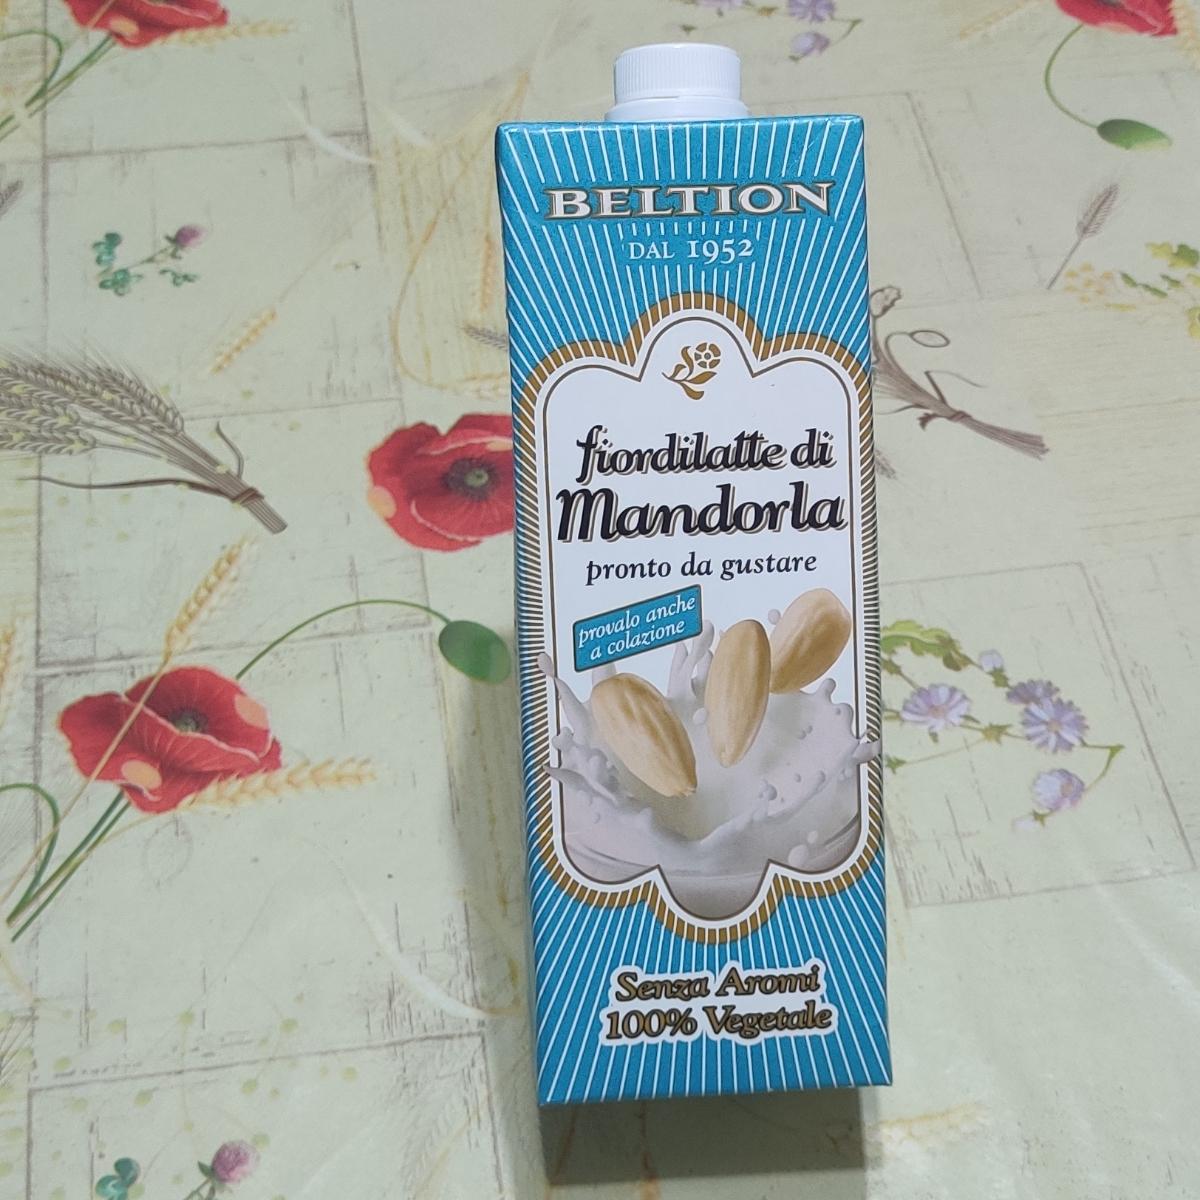 BELTION
DAL 1952
fiordilatte di
Mandorla
pronto da gustare
provalo anche
a colazione
Senza Aromi
100% Vegetale